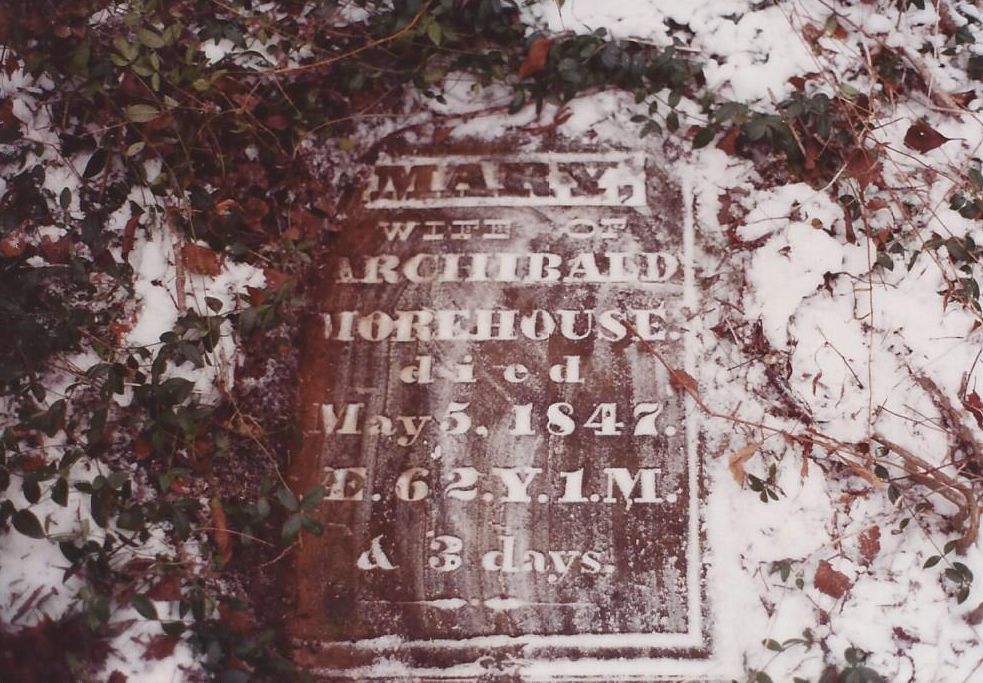 MARY,
WIFE OF
ARCHIBALD
MOREHOUSE
died
May 5, 1847.
Æ. 62. Y. 1. M.
& 3 days.